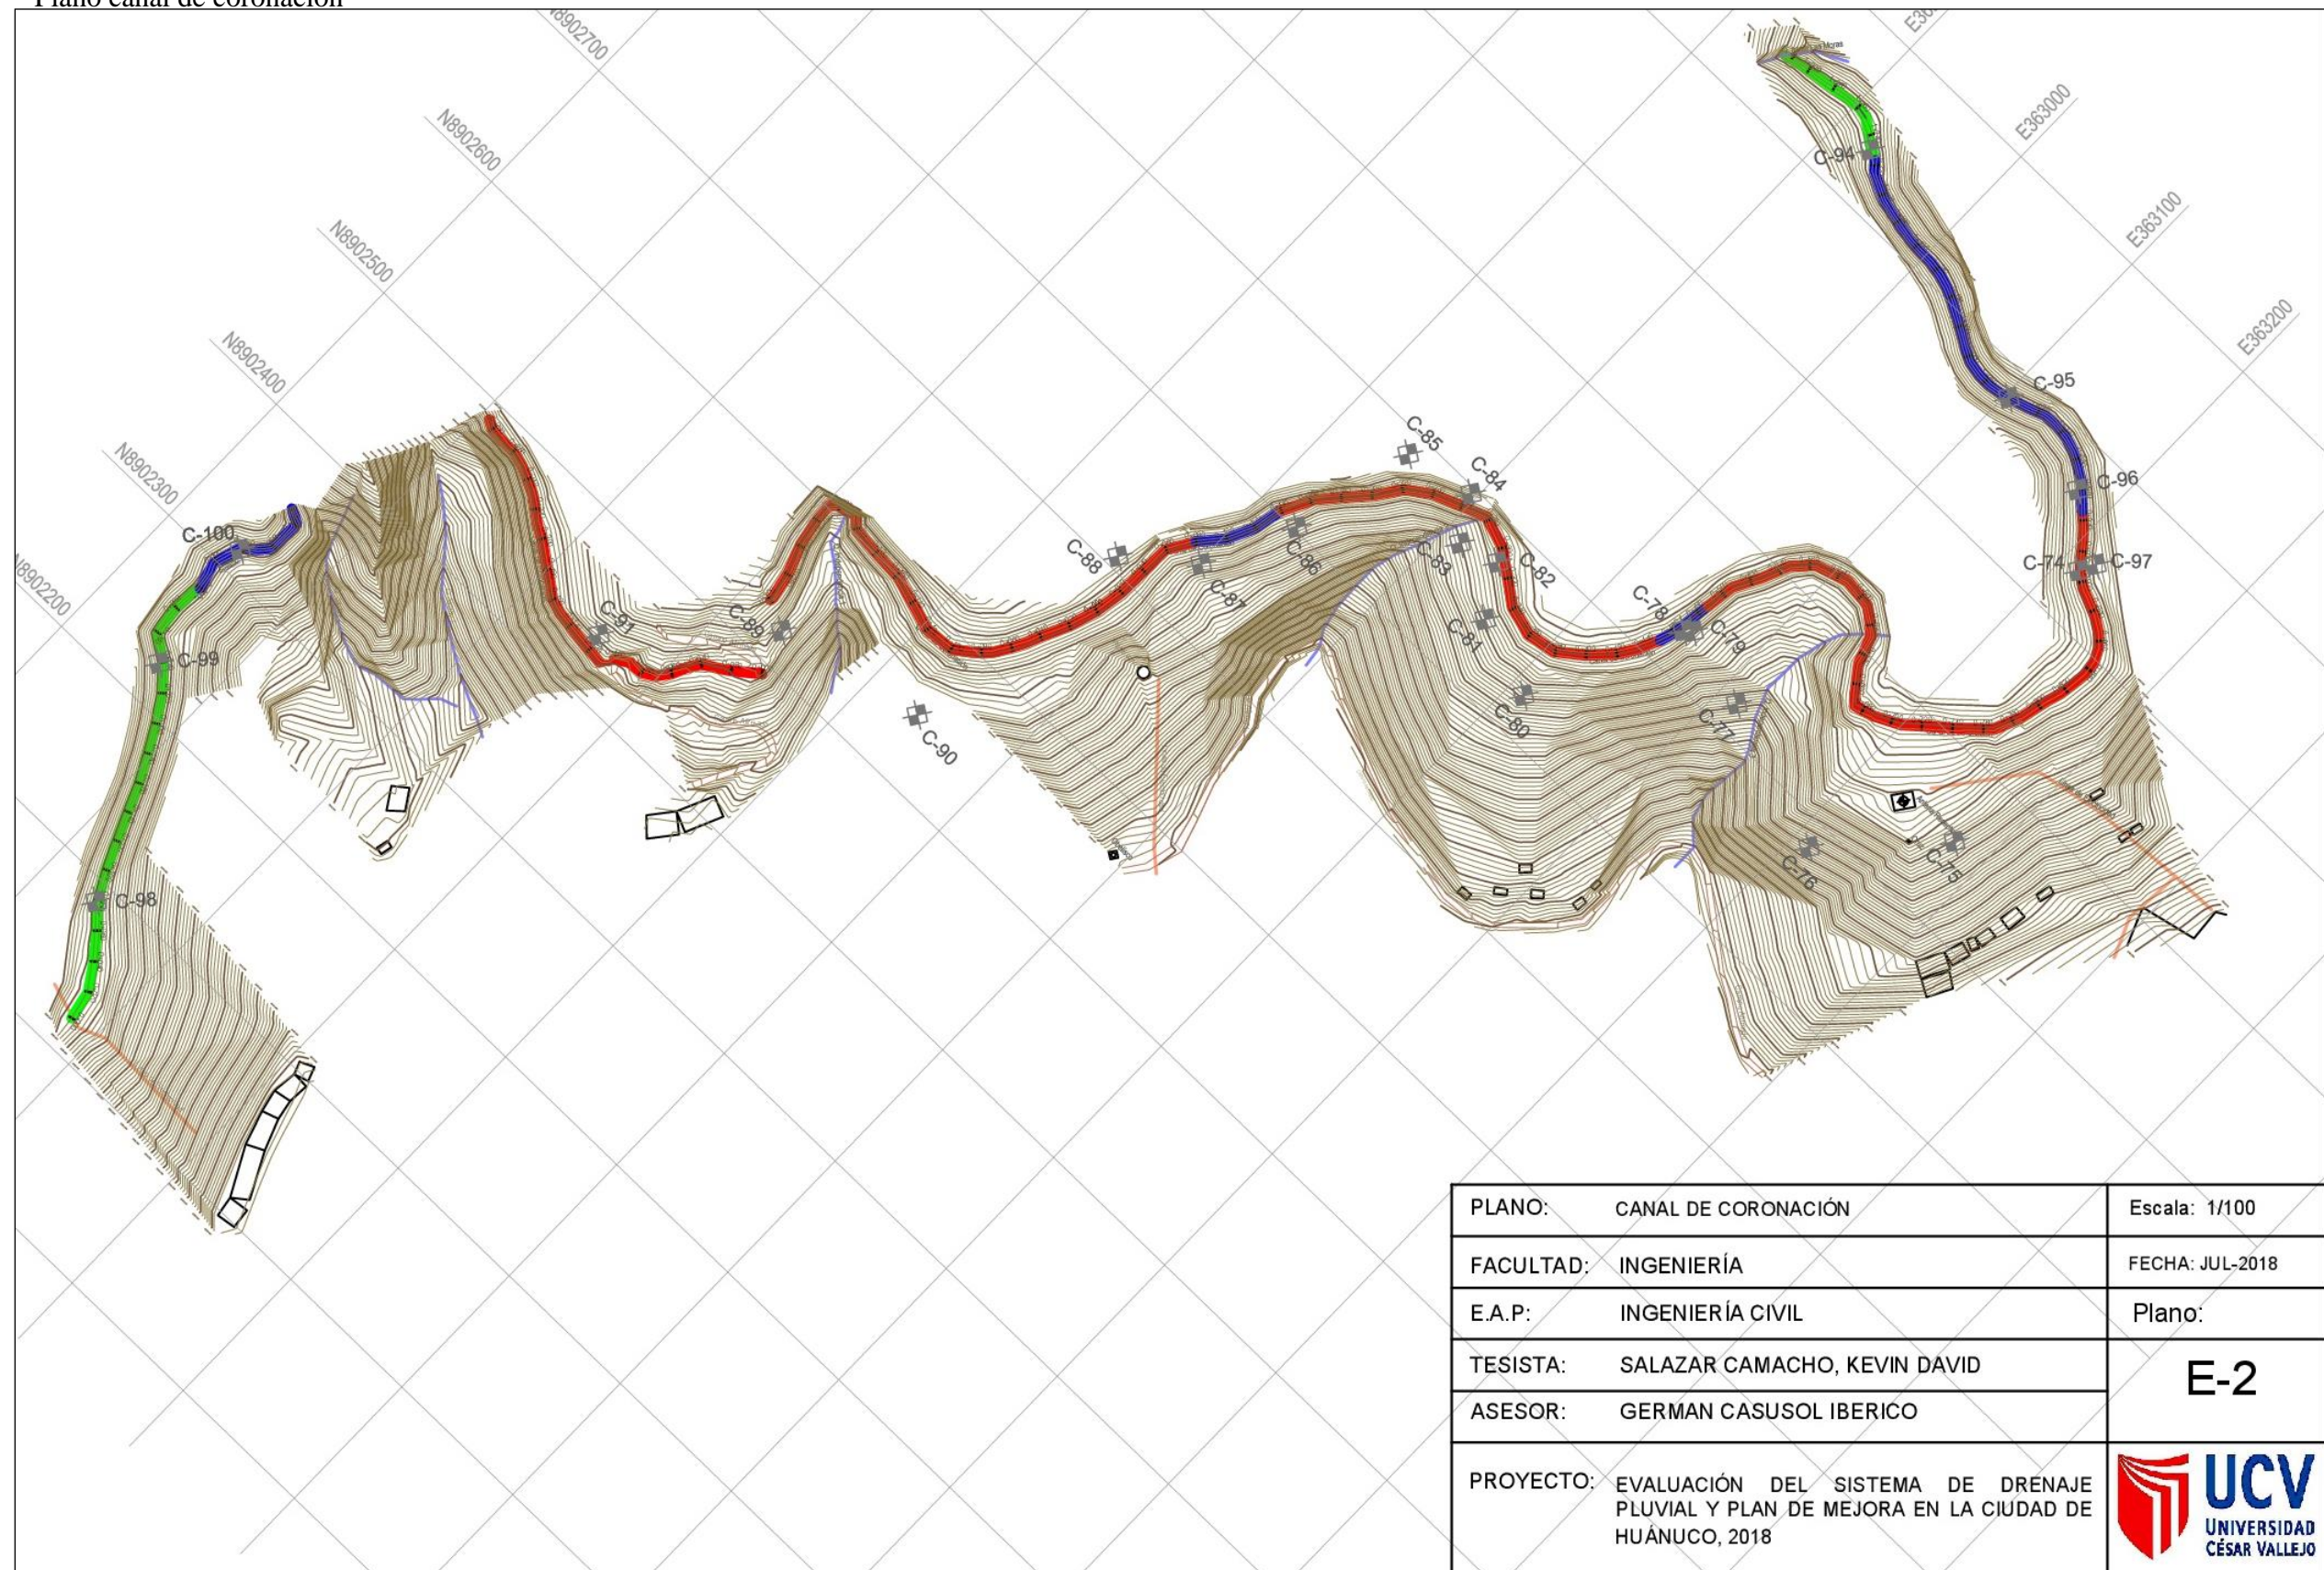 Plano canal de coronación
N8902700
N8902600
N8902500
N8902400
N8902300
N8902200
E363000
E363100
E363200
C-94
C-95
C-96
C-74
C-97
C-85
C-84
C-83
C-82
C-81
C-80
C-78
C-79
C-77
C-76
C-75
C-88
C-87
C-86
C-89
C-90
C-91
C-100
C-99
C-98
PLANO: CANAL DE CORONACIÓN
Escala: 1/100
FACULTAD: INGENIERÍA
FECHA: JUL-2018
E.A.P: INGENIERÍA CIVIL
Plano:
TESISTA: SALAZAR CAMACHO, KEVIN DAVID
E-2
ASESOR: GERMAN CASUSOL IBERICO
PROYECTO: EVALUACIÓN DEL SISTEMA DE DRENAJE
PLUVIAL Y PLAN DE MEJORA EN LA CIUDAD DE
HUÁNUCO, 2018
UCV
UNIVERSIDAD
CÉSAR VALLEJO